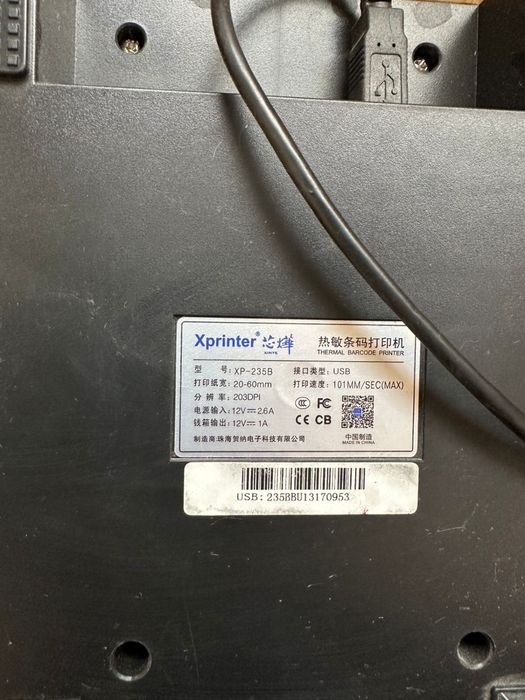 Xprinter® 芯烨 热敏条码打印机
XINYE THERMAL BARCODE PRINTER
型 号: XP-235B 接口类型: USB
打印纸宽: 20-60mm 打印速度: 101MM/SEC(MAX)
分 辨 率: 203DPI
电源输入: 12V⎓2.6A
钱箱输出: 12V⎓1A
CCC FC
CE CB
中国制造
MADE IN CHINA
制造商:珠海贺纳电子科技有限公司
USB: 235BBU13170953